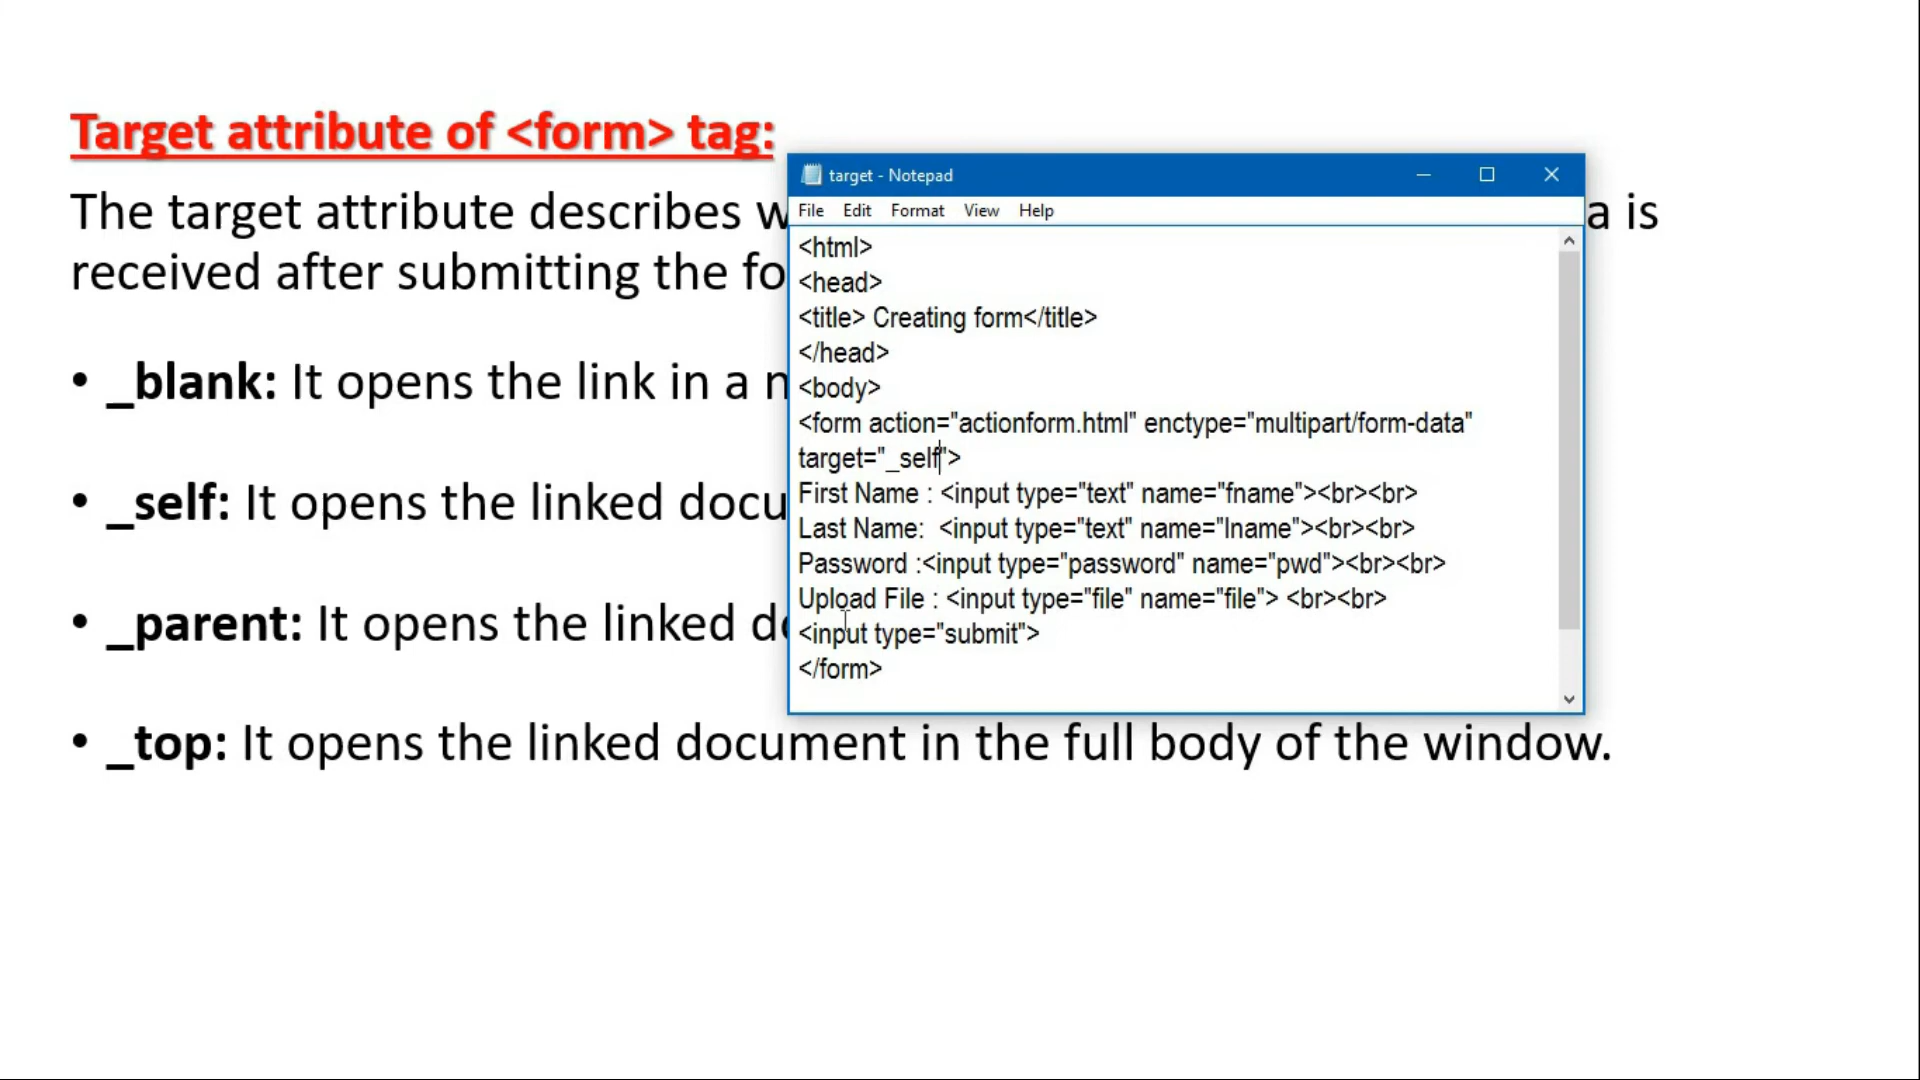 Target attribute of <form> tag:
The target attribute describes
a is
received after submitting the
• _blank: It opens the link in a
• _self: It opens the linked
• _parent: It opens the linked
• _top: It opens the linked document in the full body of the window.
target - Notepad
File Edit Format View Help
<html>
<head>
<title> Creating form</title>
</head>
<body>
<form action="actionform.html" enctype="multipart/form-data"
target="_self">
First Name : <input type="text" name="fname"><br><br>
Last Name:  <input type="text" name="lname"><br><br>
Password :<input type="password" name="pwd"><br><br>
Upload File : <input type="file" name="file"> <br><br>
<input type="submit">
</form>